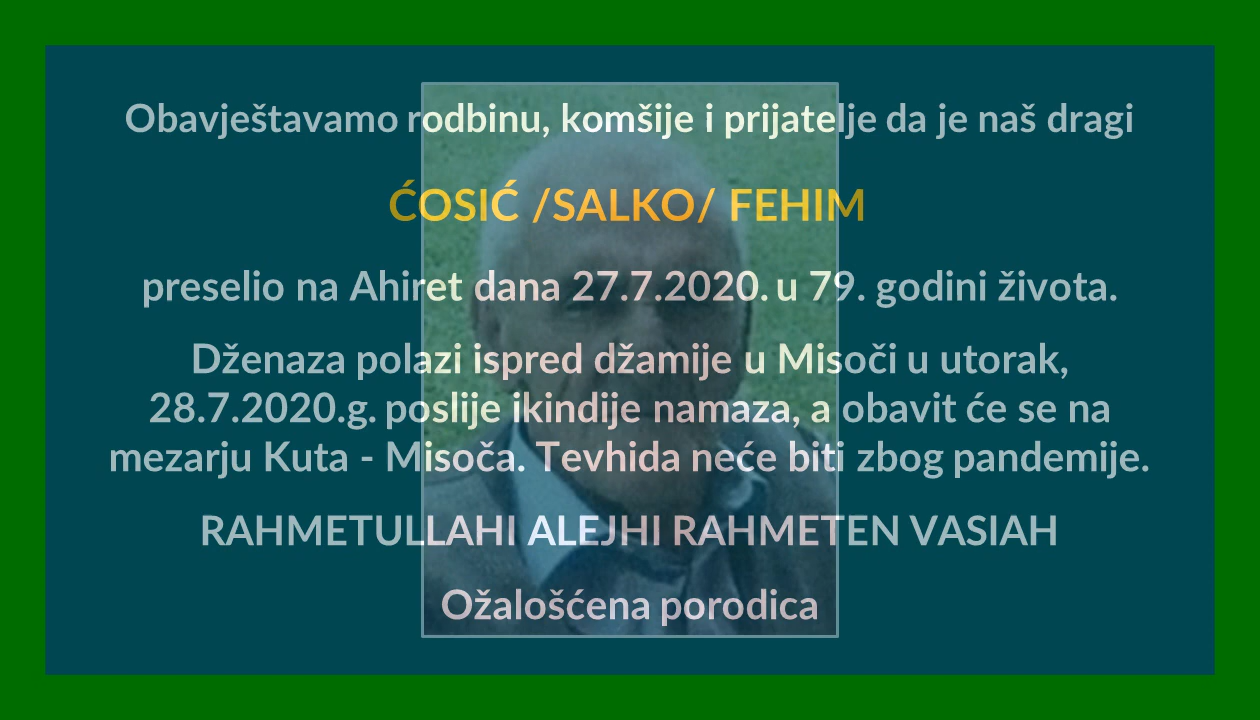 Obavještavamo rodbinu, komšije i prijatelje da je naš dragi
ĆOSIĆ /SALKO/ FEHIM
preselio na Ahiret dana 27.7.2020. u 79. godini života.
Dženaza polazi ispred džamije u Misoči u utorak,
28.7.2020.g. poslije ikindije namaza, a obavit će se na
mezarju Kuta - Misoča. Tevhida neće biti zbog pandemije.
RAHMETULLAHI ALEJHI RAHMETEN VASIAH
Ožalošćena porodica